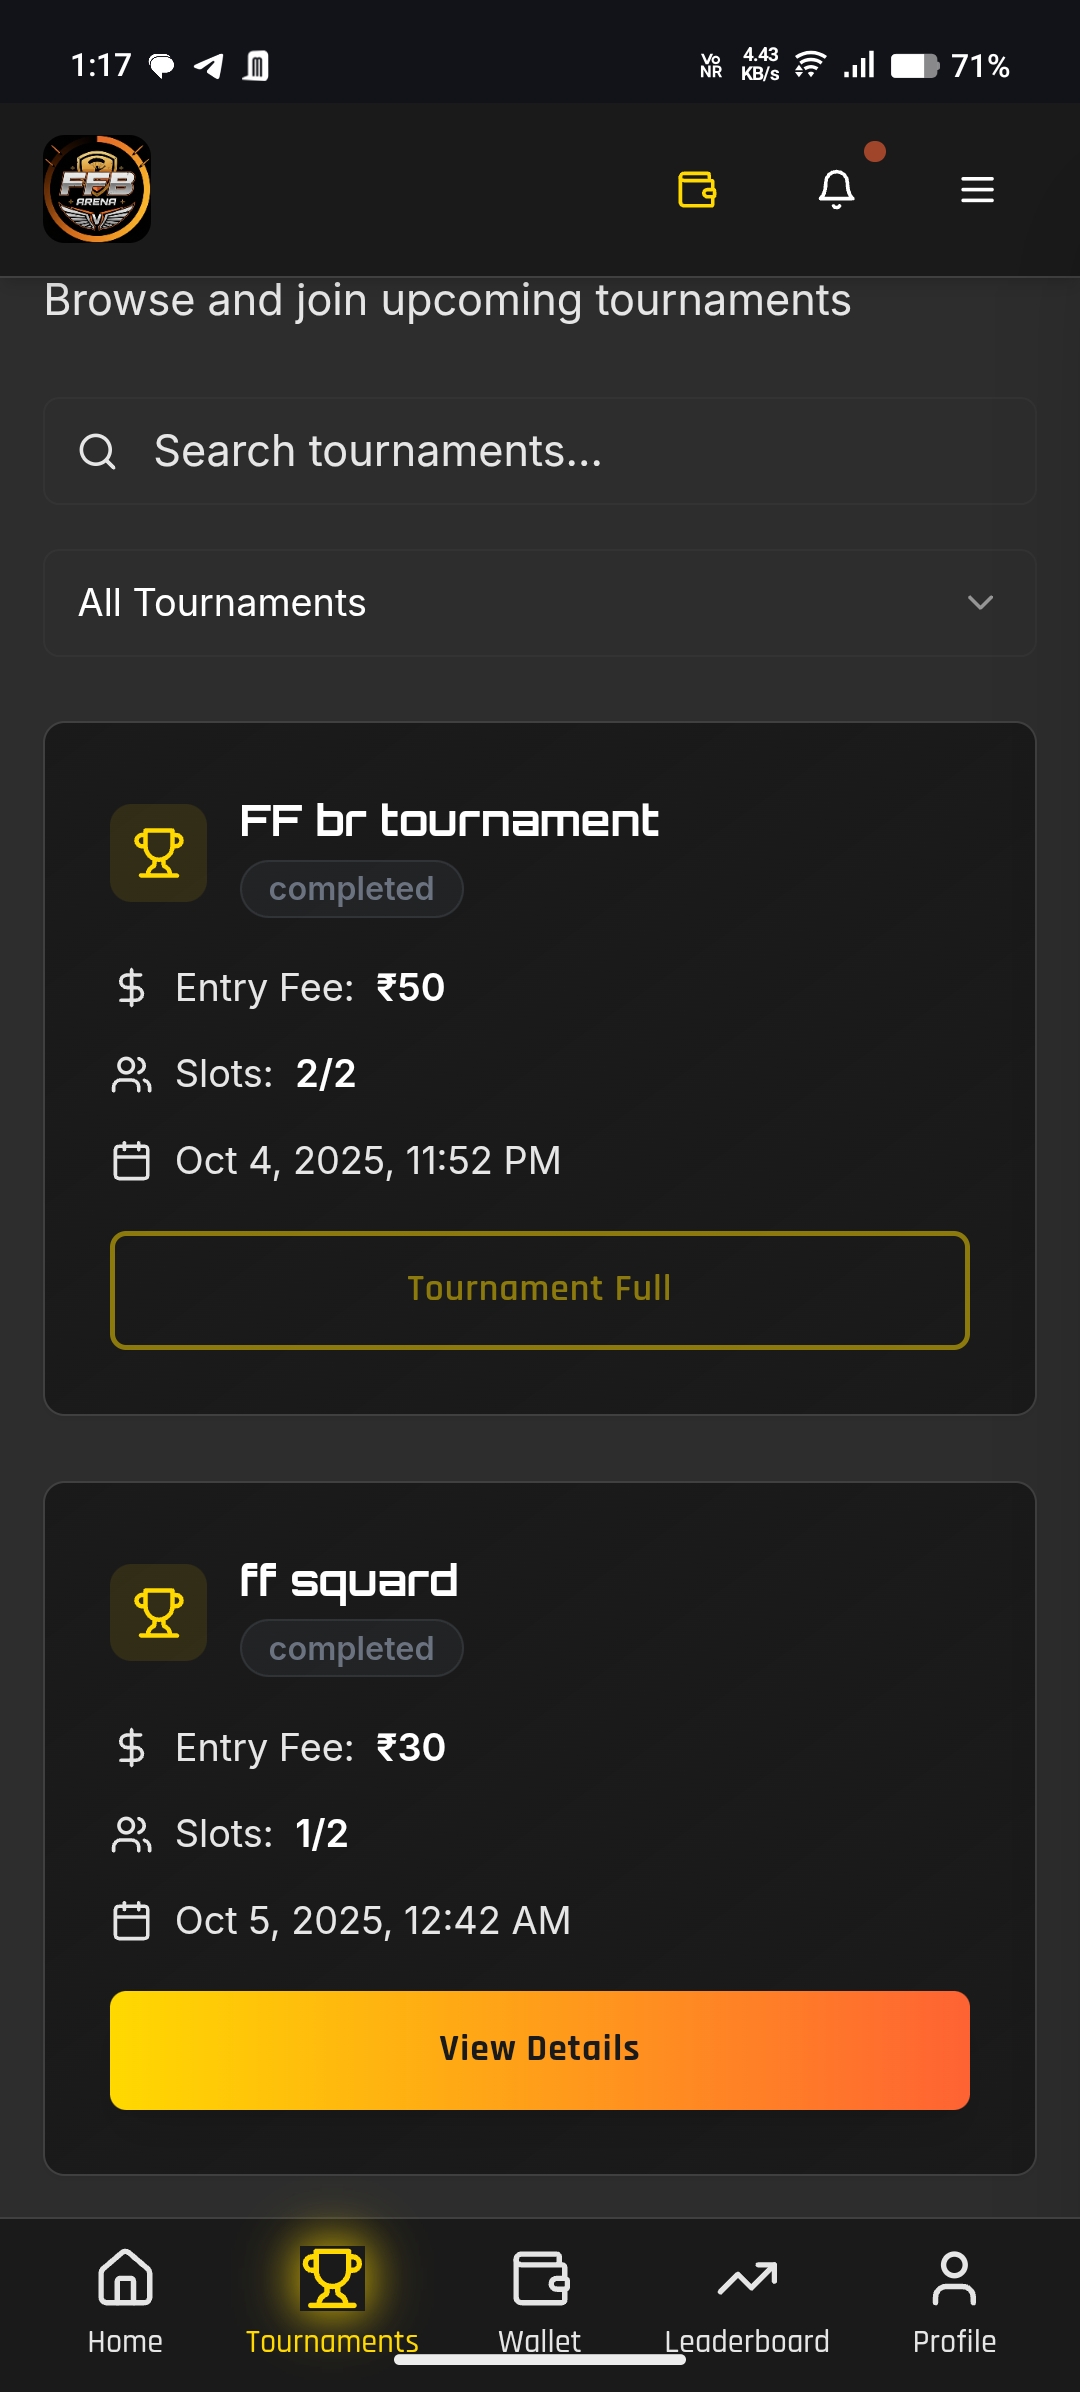 1:17
Vo NR
4.43 KB/s
71%
FFB
ARENA
Browse and join upcoming tournaments
Search tournaments...
All Tournaments
FF br tournament
completed
Entry Fee: ₹50
Slots: 2/2
Oct 4, 2025, 11:52 PM
Tournament Full
ff squard
completed
Entry Fee: ₹30
Slots: 1/2
Oct 5, 2025, 12:42 AM
View Details
Home
Tournaments
Wallet
Leaderboard
Profile